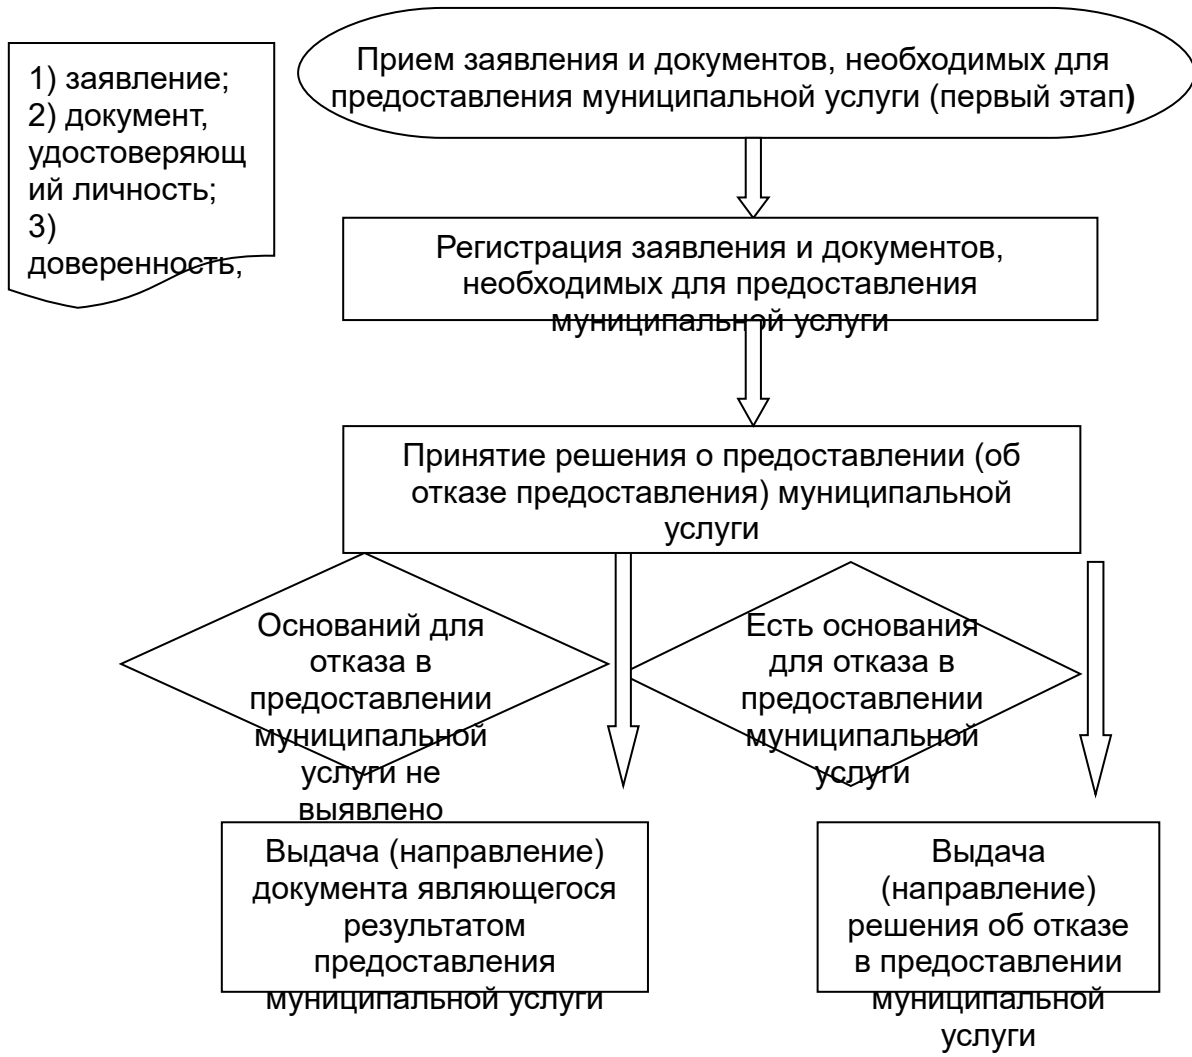 1) заявление;
2) документ,
удостоверяющ
ий личность;
3)
доверенность,
Прием заявления и документов, необходимых для
предоставления муниципальной услуги (первый этап)
Регистрация заявления и документов,
необходимых для предоставления
муниципальной услуги
Принятие решения о предоставлении (об
отказе предоставления) муниципальной
услуги
Оснований для
отказа в
предоставлении
муниципальной
услуги не
выявлено
Есть основания
для отказа в
предоставлении
муниципальной
услуги
Выдача (направление)
документа являющегося
результатом
предоставления
муниципальной услуги
Выдача
(направление)
решения об отказе
в предоставлении
муниципальной
услуги